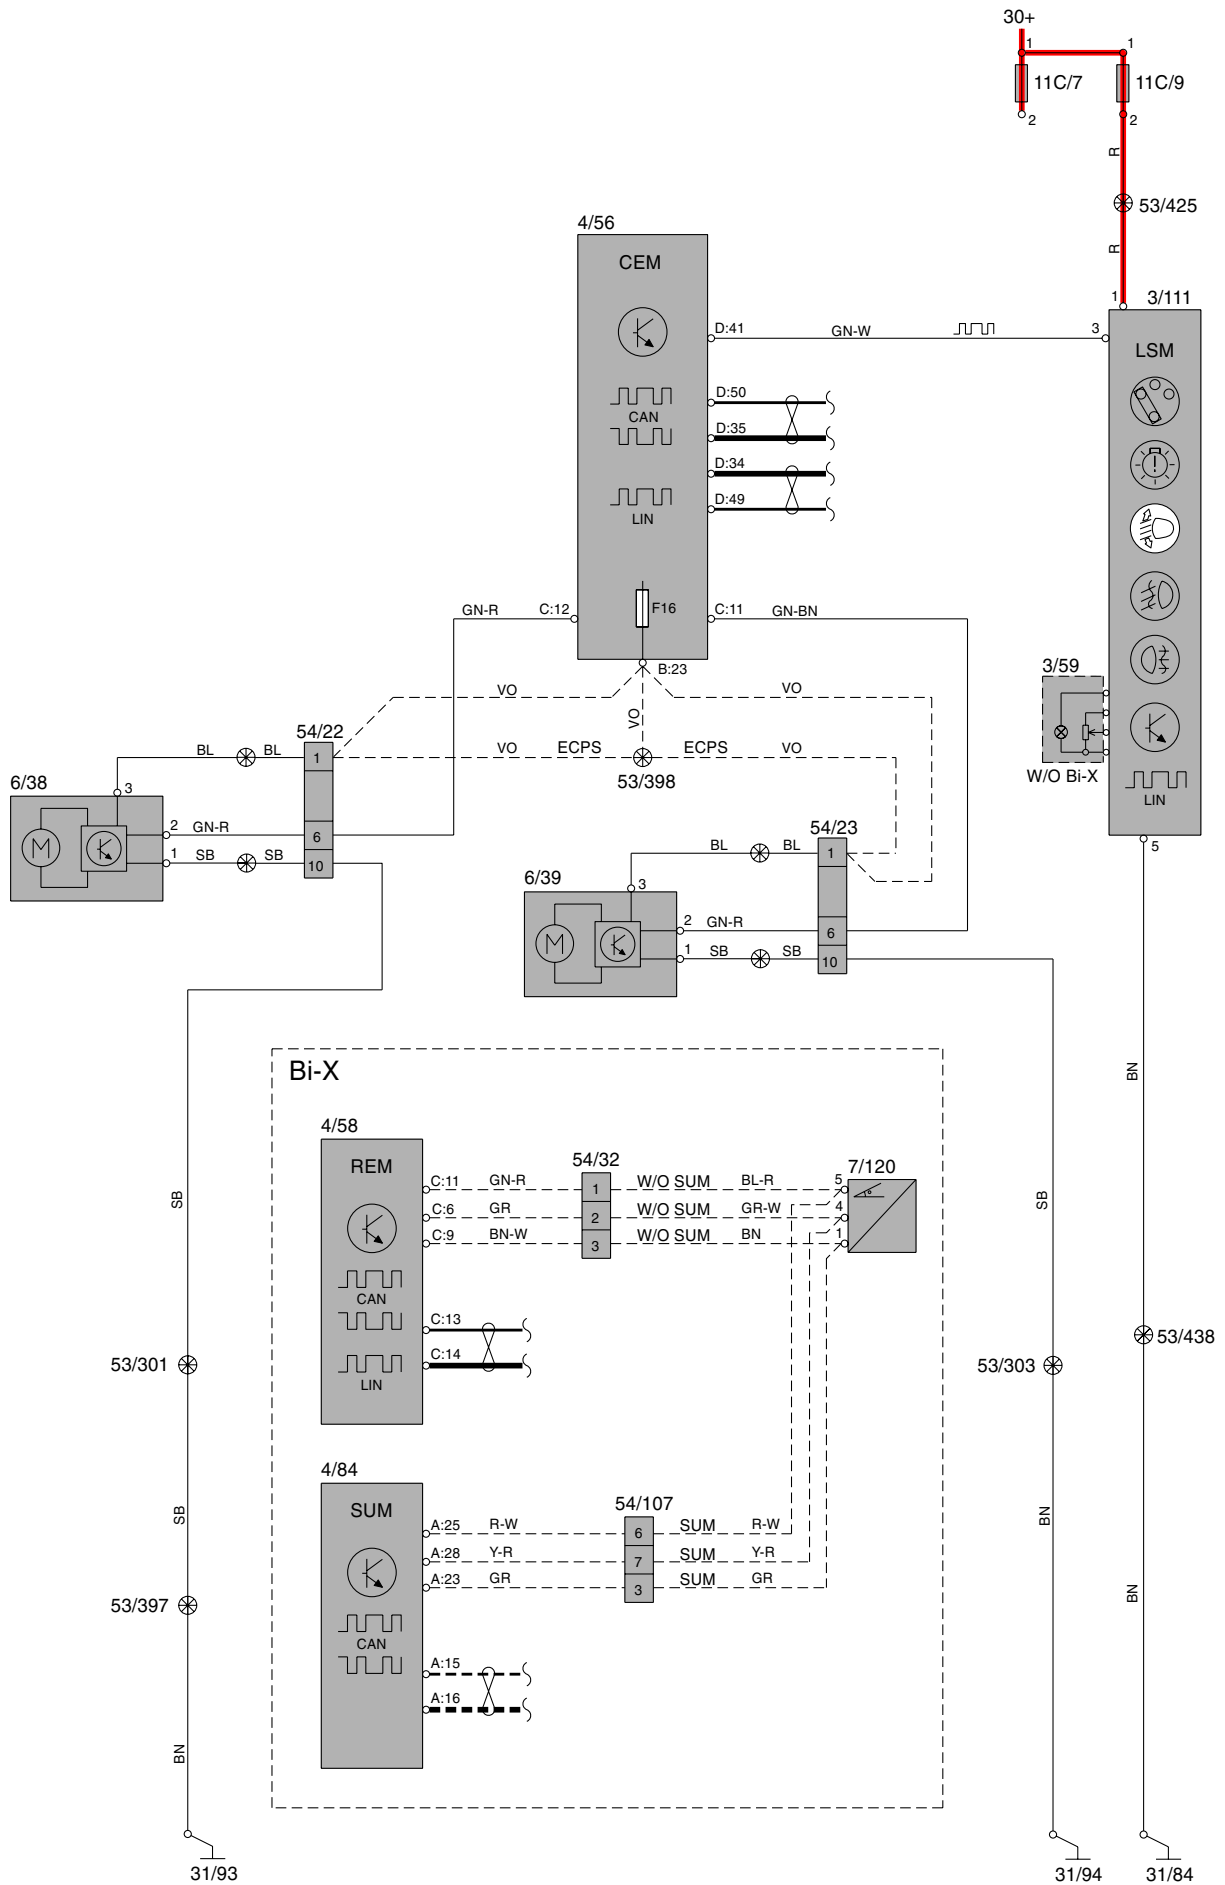 30+
1 1
11C/7 11C/9
2 2
R
53/425
R
4/56
CEM
1 3/111
D:41 GN-W 3
LSM
D:50
CAN
D:35
D:34
D:49
LIN
GN-R C:12 F16 C:11 GN-BN
B:23
3/59
VO VO
VO
54/22
BL BL 1 VO ECPS ECPS VO
53/398
W/O Bi-X
LIN
6/38
3
M
2 GN-R 6
1 SB SB 10
54/23
5
BL BL 1
6/39
3
M
2 GN-R 6
1 SB SB 10
BN
Bi-X
4/58
REM
54/32 7/120
C:11 GN-R 1 W/O SUM BL-R 5
C:6 GR 2 W/O SUM GR-W 4
C:9 BN-W 3 W/O SUM BN 1
SB SB
CAN
C:13
C:14
LIN
53/301 53/303 53/438
4/84
SUM
54/107
A:25 R-W 6 SUM R-W
A:28 Y-R 7 SUM Y-R
A:23 GR 3 SUM GR
SB BN
53/397
BN
CAN
A:15
A:16
BN
31/93 31/94 31/84